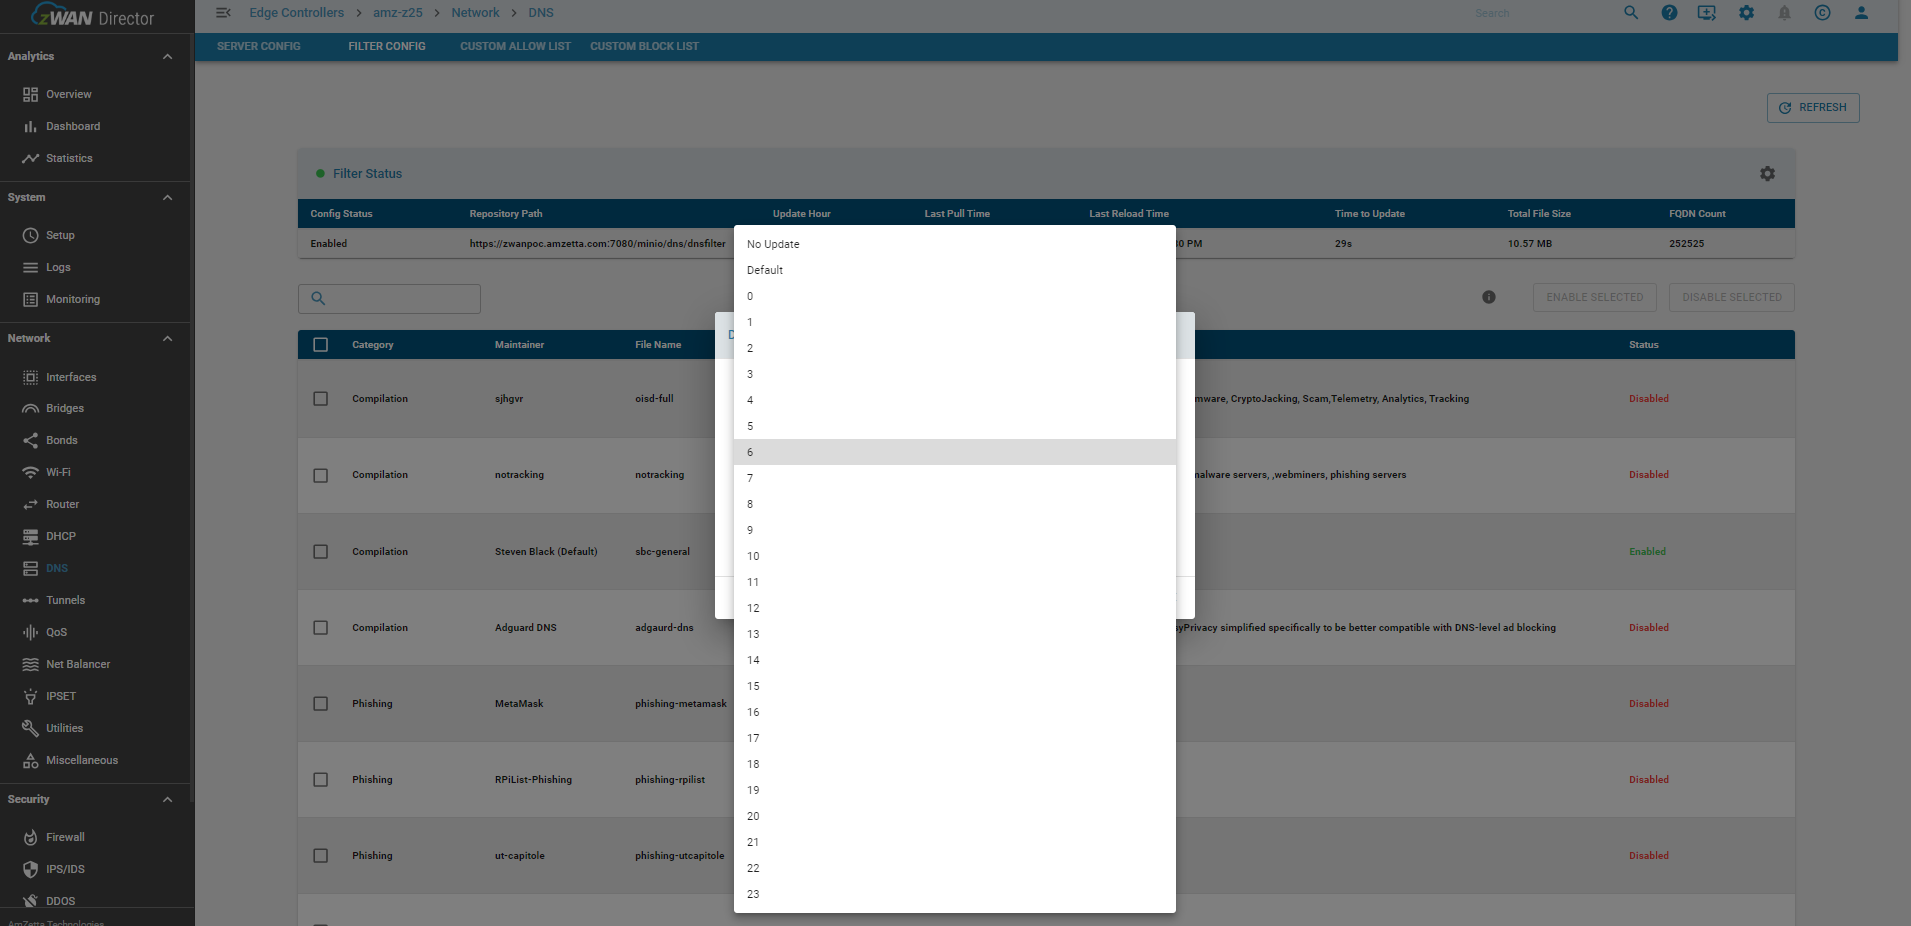 zWAN Director
Edge Controllers > amz-z25 > Network > DNS
Search
SERVER CONFIG FILTER CONFIG CUSTOM ALLOW LIST CUSTOM BLOCK LIST
Analytics
Overview
Dashboard
Statistics
System
Setup
Logs
Monitoring
Network
Interfaces
Bridges
Bonds
Wi-Fi
Router
DHCP
DNS
Tunnels
QoS
Net Balancer
IPSET
Utilities
Miscellaneous
Security
Firewall
IPS/IDS
DDOS
AmZetta Technologies
REFRESH
Filter Status
Config Status Repository Path Update Hour Last Pull Time Last Reload Time Time to Update Total File Size FQDN Count
Enabled https://zwanpoc.amzetta.com:7080/minio/dns/dnsfilter PM 29s 10.57 MB 252525
ENABLE SELECTED DISABLE SELECTED
Category Maintainer File Name Status
Compilation sjhgvr oisd-full CryptoJacking, Scam,Telemetry, Analytics, Tracking Disabled
Compilation notracking notracking servers, ,webminers, phishing servers Disabled
Compilation Steven Black (Default) sbc-general Enabled
Compilation Adguard DNS adgaurd-dns simplified specifically to be better compatible with DNS-level ad blocking Disabled
Phishing MetaMask phishing-metamask Disabled
Phishing RPiList-Phishing phishing-rpilist Disabled
Phishing ut-capitole phishing-utcapitole Disabled
No Update
Default
0
1
2
3
4
5
6
7
8
9
10
11
12
13
14
15
16
17
18
19
20
21
22
23